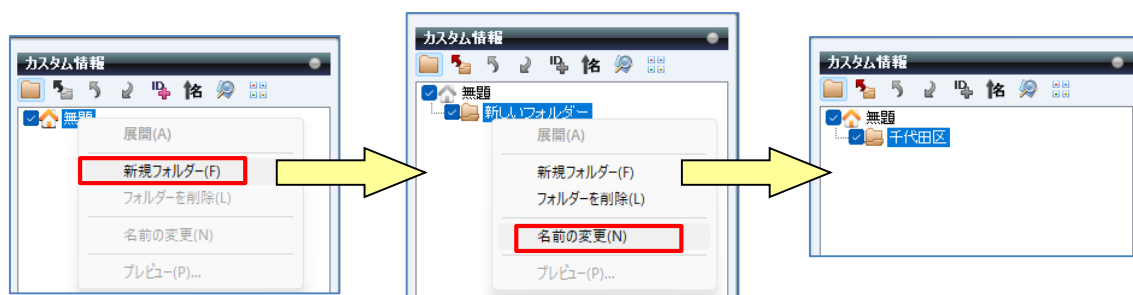 カスタム情報
無題
展開(A)
新規フォルダー(F)
フォルダーを削除(L)
名前の変更(N)
プレビュー(P)...
カスタム情報
無題
新しいフォルダー
展開(A)
新規フォルダー(F)
フォルダーを削除(L)
名前の変更(N)
プレビュー(P)...
カスタム情報
無題
千代田区